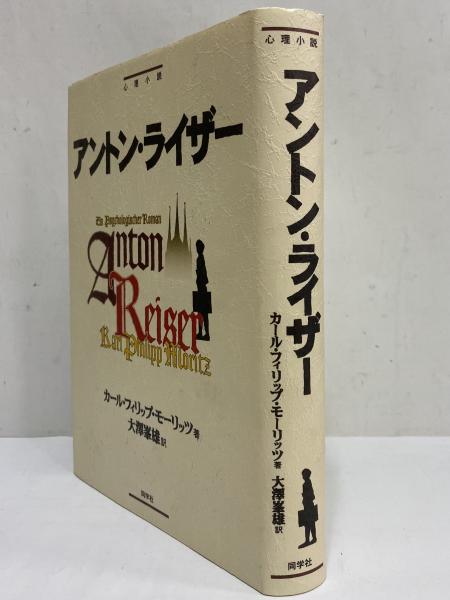 心理小説
アントン・ライザー
Ein Psychologischer Roman
Anton
Reiser
Karl Philipp Moritz
カール・フィリップ・モーリッツ著
大澤峯雄訳
同学社
心理小説
アントン・ライザー
カール・フィリップ・モーリッツ著
大澤峯雄訳
同学社